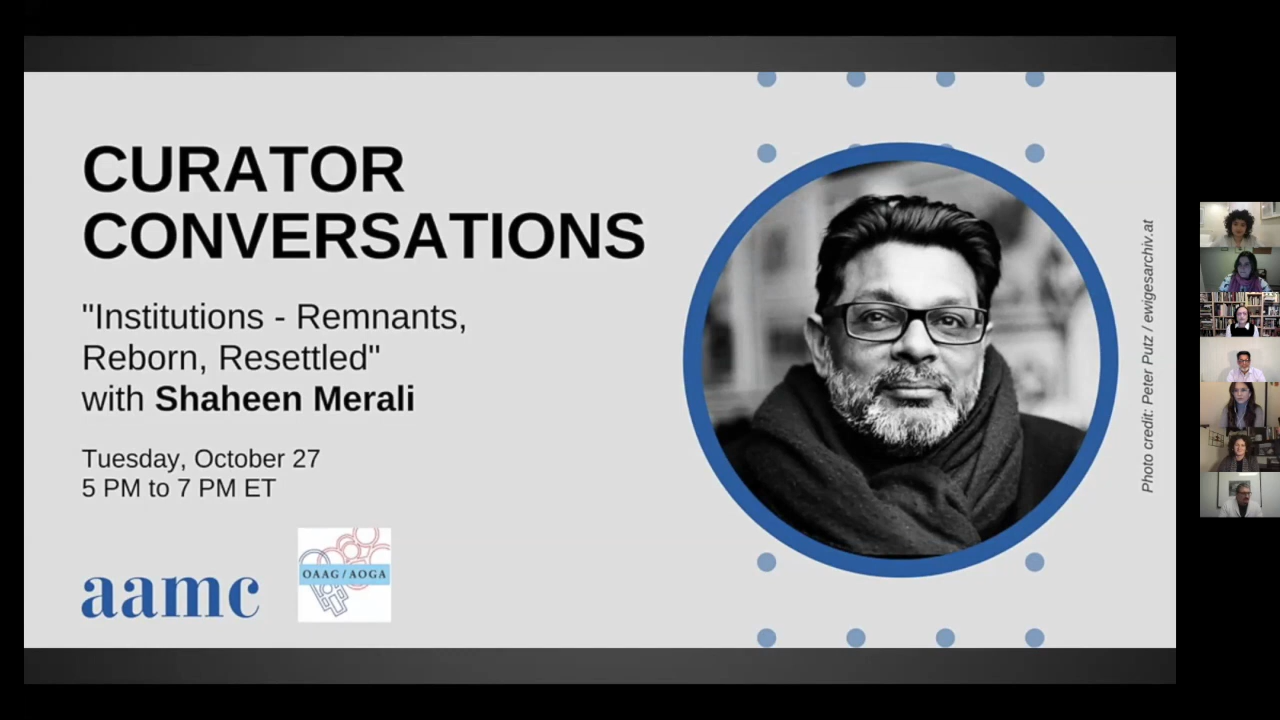 CURATOR
CONVERSATIONS
"Institutions - Remnants,
Reborn, Resettled"
with Shaheen Merali
Tuesday, October 27
5 PM to 7 PM ET
aamc
OAAG / AOGA
Photo credit: Peter Putz / ewigesarchiv.at